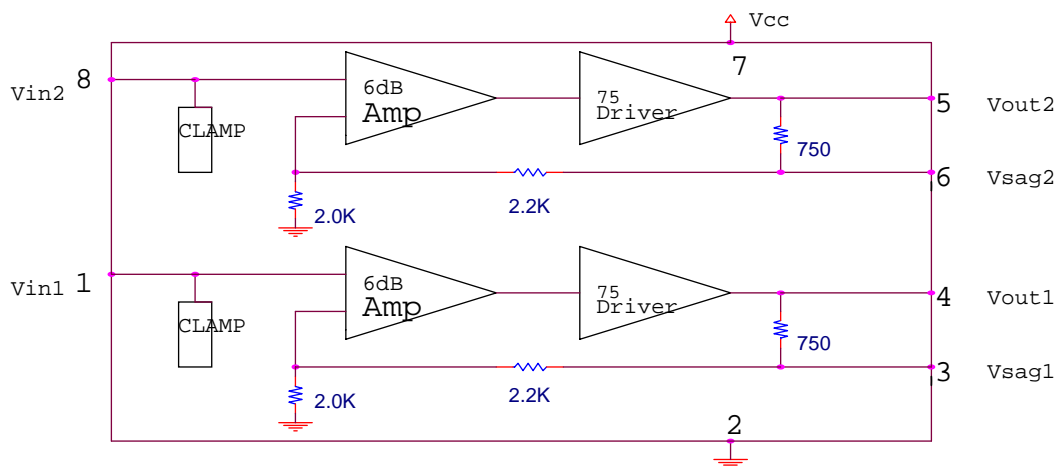 Vcc
7
8
Vin2
6dB
Amp
75
Driver
5
Vout2
CLAMP
750
6
Vsag2
2.2K
2.0K
1
Vin1
6dB
Amp
75
Driver
4
Vout1
CLAMP
750
3
Vsag1
2.2K
2.0K
2